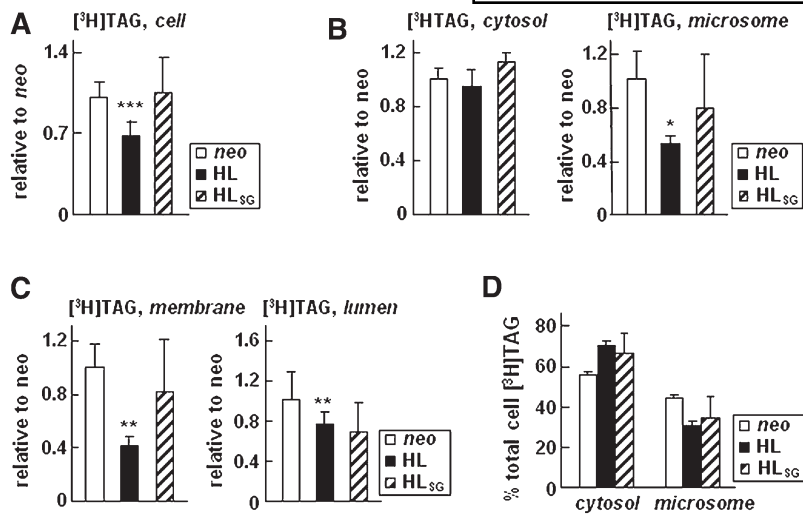 A
[³H]TAG, cell
relative to neo
1.4
0.7
0
***
neo
HL
HL$G
B
[³HTAG, cytosol
relative to neo
1.2
0.8
0.4
0
[³H]TAG, microsome
relative to neo
1.2
0.8
0.4
0
*
neo
HL
HL$G
C
[³H]TAG, membrane
relative to neo
1.2
0.8
0.4
0
**
[³H]TAG, lumen
relative to neo
1.6
1.2
0.8
0.4
0
**
neo
HL
HL$G
D
% total cell [³H]TAG
80
60
40
20
0
cytosol microsome
neo
HL
HL$G